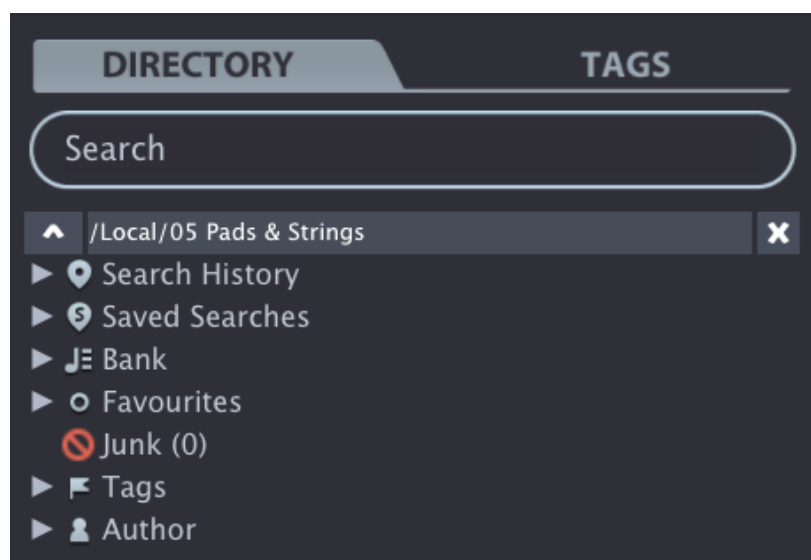 DIRECTORY TAGS
Search
/Local/05 Pads & Strings
Search History
S Saved Searches
Bank
Favourites
Junk (0)
Tags
Author